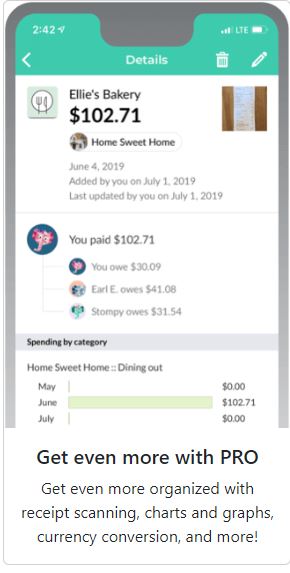 2:42
LTE
Details
Ellie's Bakery
$102.71
Home Sweet Home
June 4, 2019
Added by you on July 1, 2019
Last updated by you on July 1, 2019
You paid $102.71
You owe $30.09
Earl E. owes $41.08
Stompy owes $31.54
Spending by category
Home Sweet Home :: Dining out
May $0.00
June $102.71
July $0.00
Get even more with PRO
Get even more organized with
receipt scanning, charts and graphs,
currency conversion, and more!